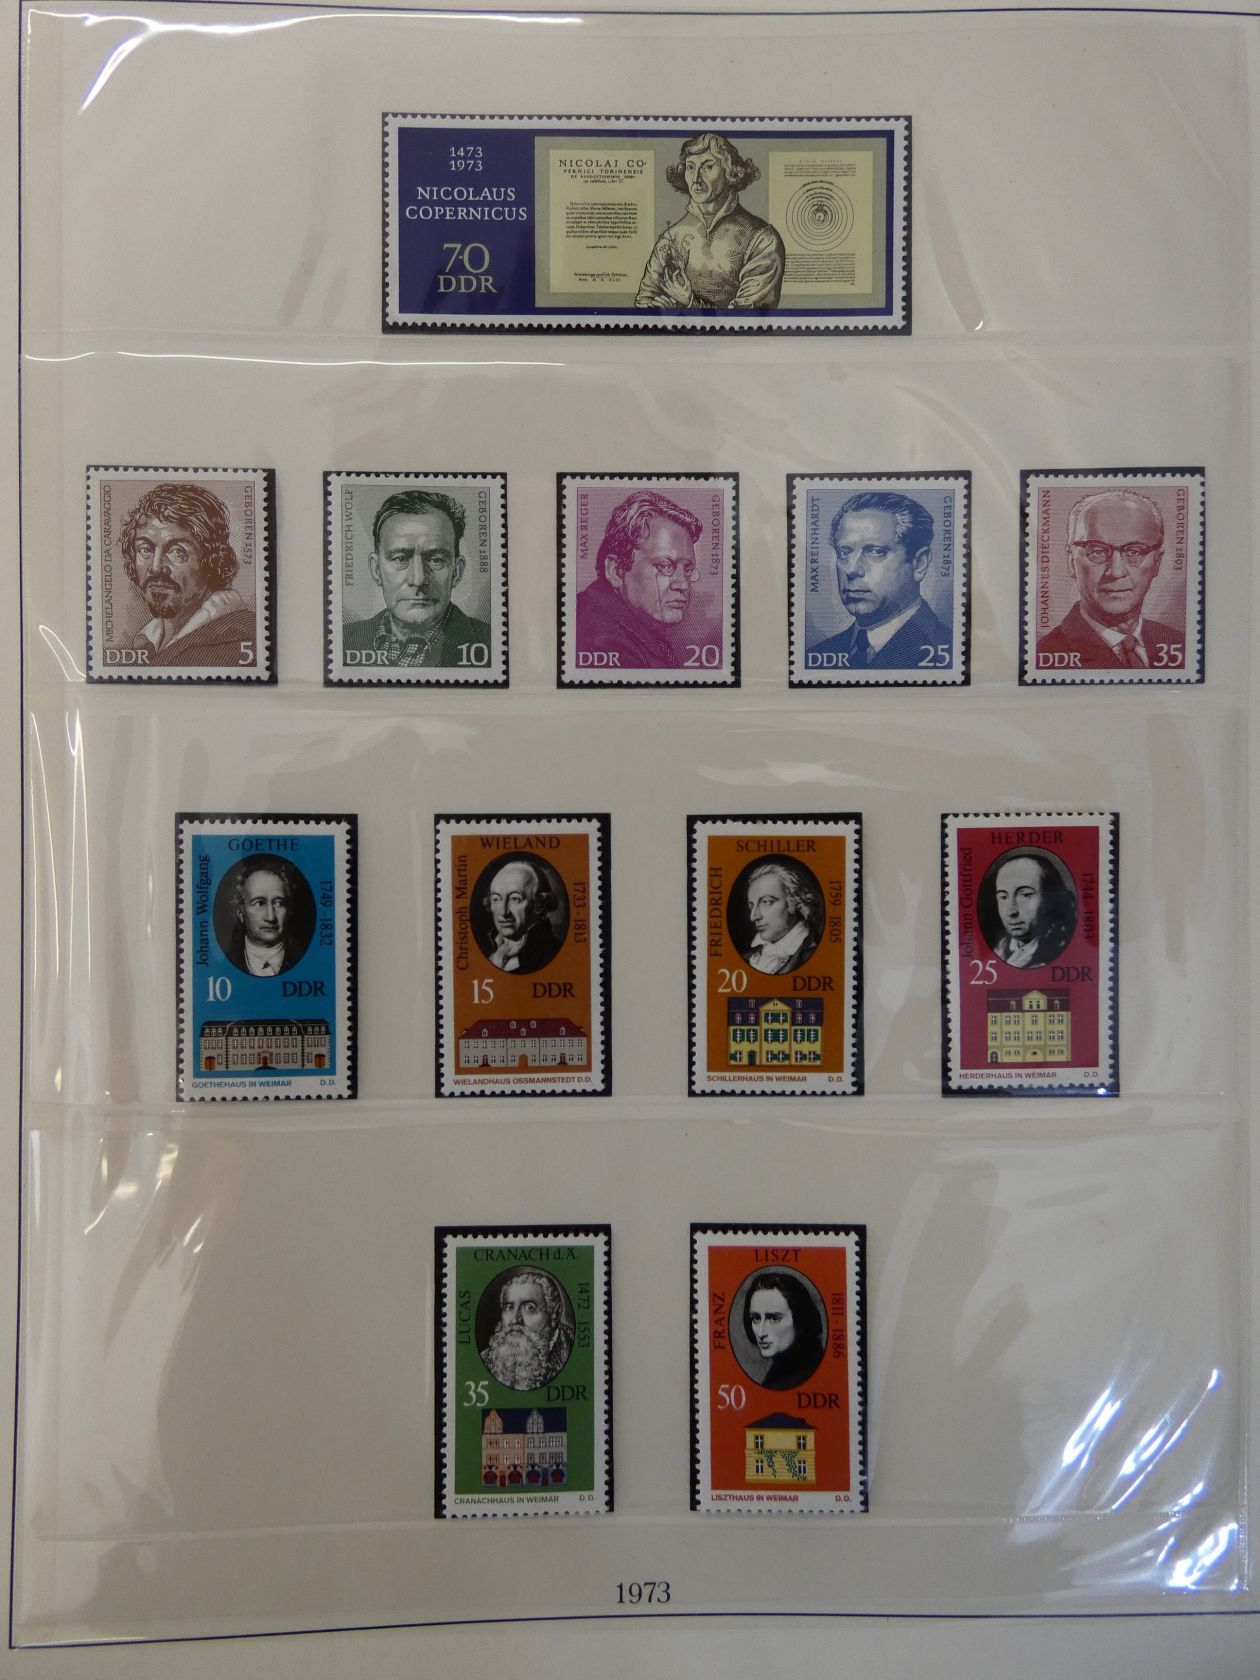 1473
1973
NICOLAUS
COPERNICUS
70
DDR
NICOLAI CO-
PERNICI TORINENSIS
MICHELANGELO DA CARAVAGGIO
GEBOREN 1573
DDR 5
FRIEDRICH WOLF
GEBOREN 1888
DDR 10
MAX REGER
GEBOREN 1873
DDR 20
MAX REINHARDT
GEBOREN 1873
DDR 25
JOHANNES DIECKMANN
GEBOREN 1893
DDR 35
GOETHE
Johann Wolfgang
1749-1832
10 DDR
GOETHEHAUS IN WEIMAR D.D.
WIELAND
Christoph Martin
1733-1813
15 DDR
WIELANDHAUS OSSMANNSTEDT D.D.
SCHILLER
FRIEDRICH
1759-1805
20 DDR
SCHILLERHAUS IN WEIMAR D.D.
HERDER
Johann Gottfried
1744-1803
25 DDR
HERDERHAUS IN WEIMAR D.D.
CRANACH d.Ä.
LUCAS
1472-1553
35 DDR
CRANACHHAUS IN WEIMAR D.D.
LISZT
FRANZ
1811-1886
50 DDR
LISZTHAUS IN WEIMAR D.D.
1973